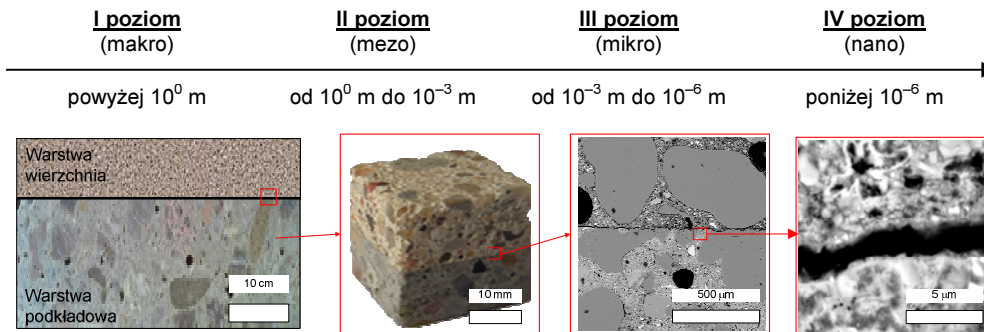 I poziom
(makro)
II poziom
(mezo)
III poziom
(mikro)
IV poziom
(nano)
powyżej 10⁰ m
od 10⁰ m do 10⁻³ m
od 10⁻³ m do 10⁻⁶ m
poniżej 10⁻⁶ m
Warstwa
wierzchnia
10 cm
Warstwa
podkładowa
10 mm
500 µm
5 µm